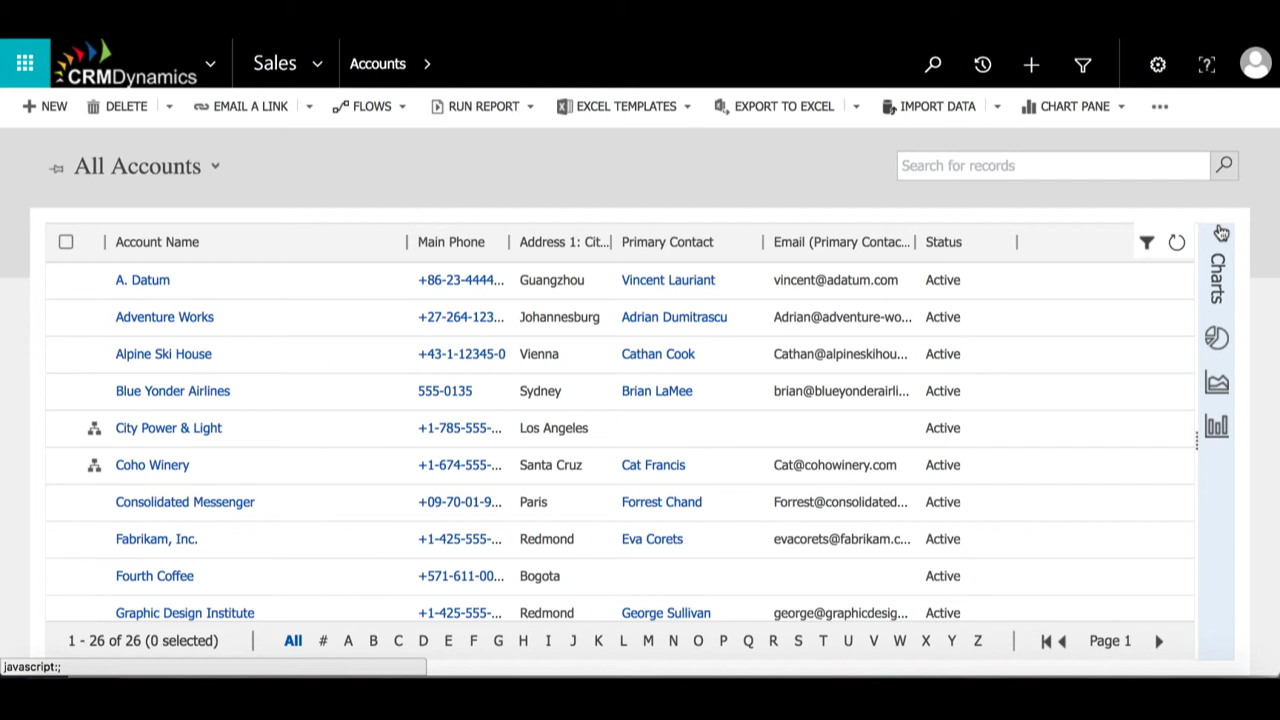 CRMDynamics Sales Accounts
NEW DELETE EMAIL A LINK FLOWS RUN REPORT EXCEL TEMPLATES EXPORT TO EXCEL IMPORT DATA CHART PANE
All Accounts Search for records
Account Name Main Phone Address 1: Cit... Primary Contact Email (Primary Contac... Status
Charts
A. Datum +86-23-4444... Guangzhou Vincent Lauriant vincent@adatum.com Active
Adventure Works +27-264-123... Johannesburg Adrian Dumitrascu Adrian@adventure-wo... Active
Alpine Ski House +43-1-12345-0 Vienna Cathan Cook Cathan@alpineskihou... Active
Blue Yonder Airlines 555-0135 Sydney Brian LaMee brian@blueyonderairli... Active
City Power & Light +1-785-555-... Los Angeles Active
Coho Winery +1-674-555-... Santa Cruz Cat Francis Cat@cohowinery.com Active
Consolidated Messenger +09-70-01-9... Paris Forrest Chand Forrest@consolidated... Active
Fabrikam, Inc. +1-425-555-... Redmond Eva Corets evacorets@fabrikam.c... Active
Fourth Coffee +571-611-00... Bogota Active
Graphic Design Institute +1-425-555-... Redmond George Sullivan george@graphicdesig... Active
1 - 26 of 26 (0 selected) All # A B C D E F G H I J K L M N O P Q R S T U V W X Y Z Page 1
javascript:;